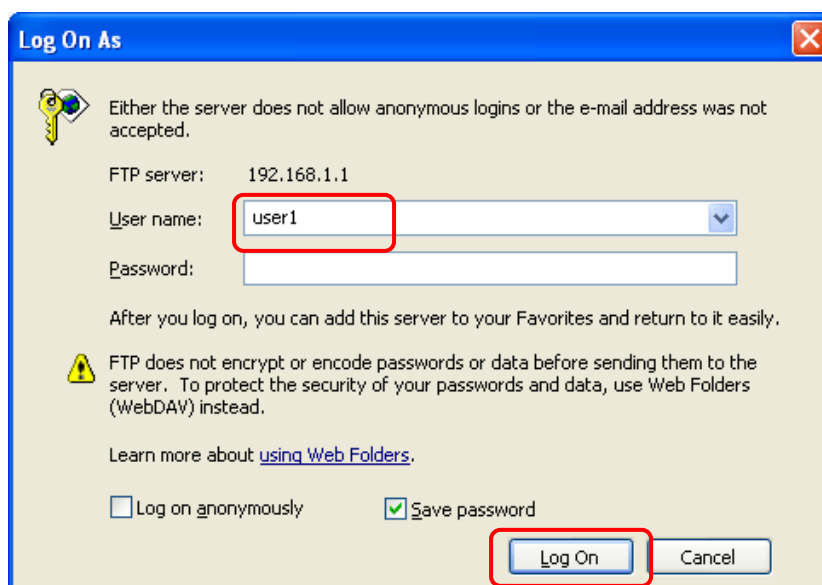 Log On As
Either the server does not allow anonymous logins or the e-mail address was not
accepted.
FTP server: 192.168.1.1
User name: user1
Password:
After you log on, you can add this server to your Favorites and return to it easily.
FTP does not encrypt or encode passwords or data before sending them to the
server. To protect the security of your passwords and data, use Web Folders
(WebDAV) instead.
Learn more about using Web Folders.
Log on anonymously Save password
Log On Cancel